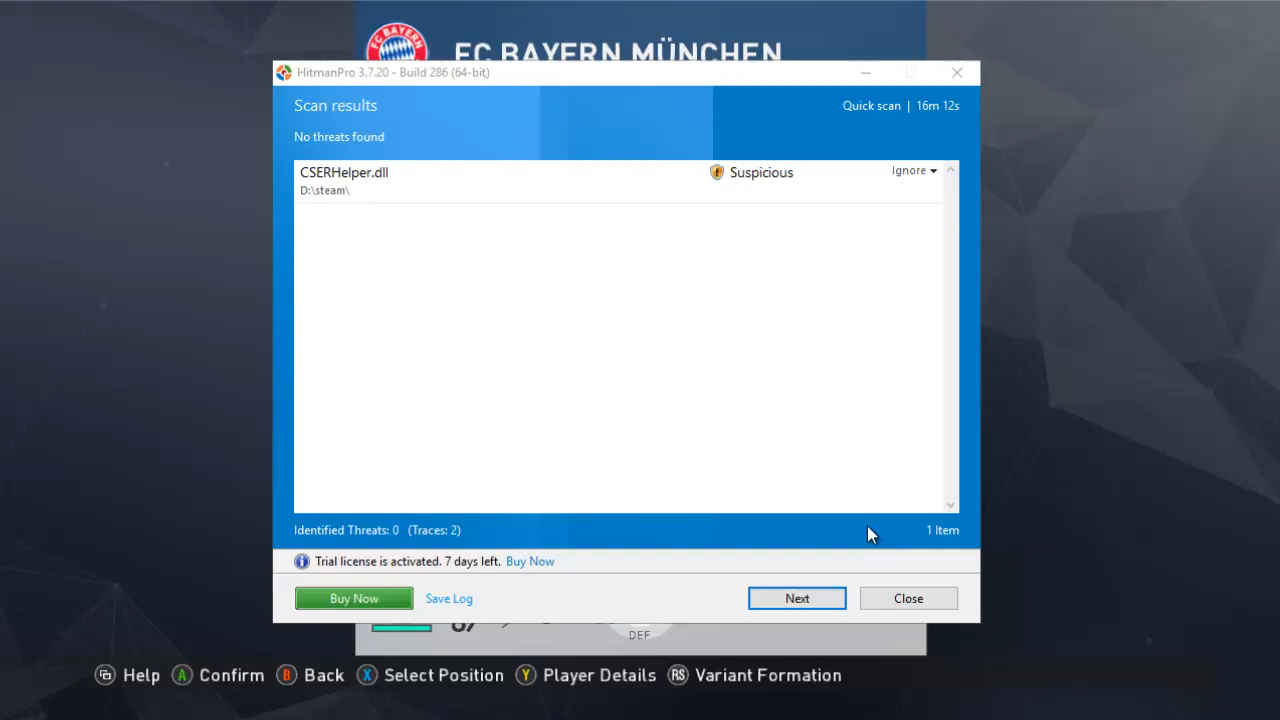 FC BAYERN MÜNCHEN
HitmanPro 3.7.20 - Build 286 (64-bit)
Scan results
Quick scan | 16m 12s
No threats found
CSERHelper.dll
Suspicious
Ignore
D:\steam\
Identified Threats: 0 (Traces: 2)
1 Item
Trial license is activated. 7 days left. Buy Now
Buy Now
Save Log
Next
Close
DEF
Help
A Confirm
B Back
X Select Position
Y Player Details
RS Variant Formation